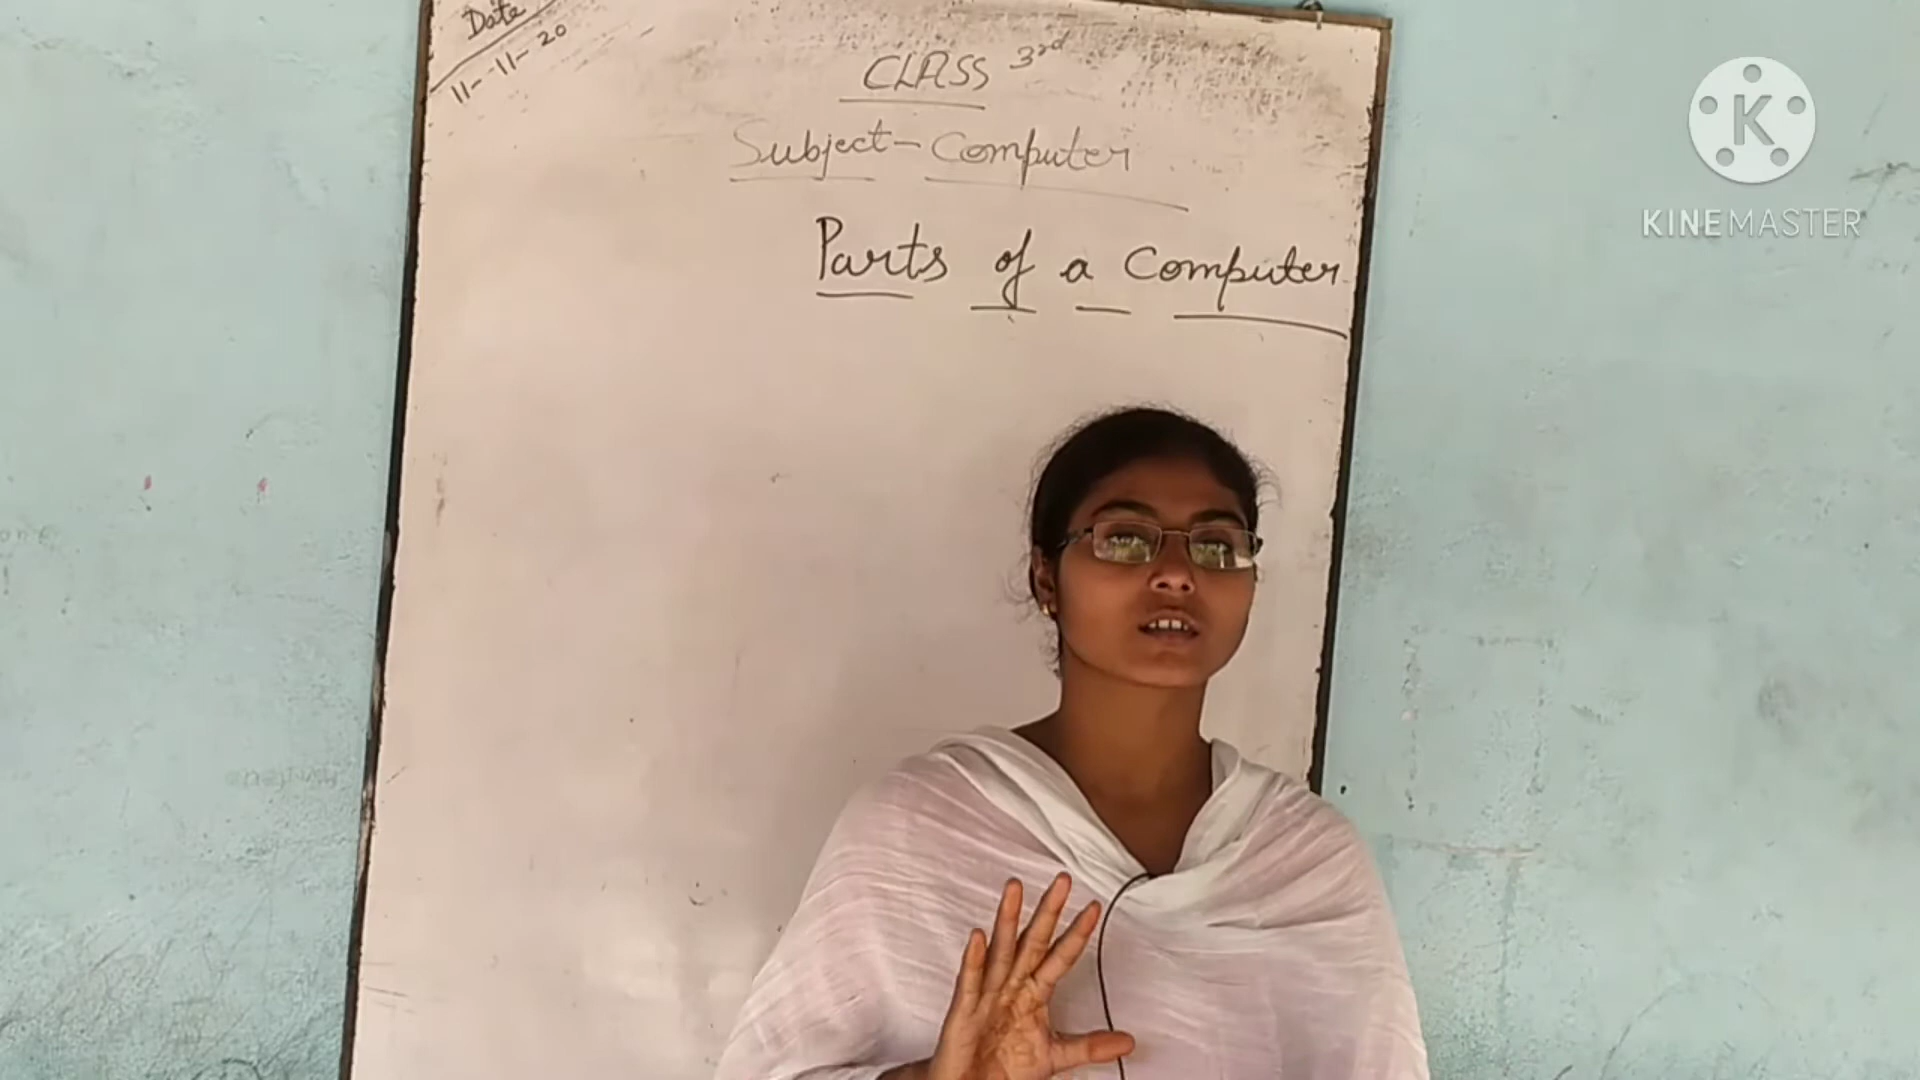 Date
11-11-20
CLASS 3rd
Subject - Computer
Parts of a Computer
K
KINEMASTER